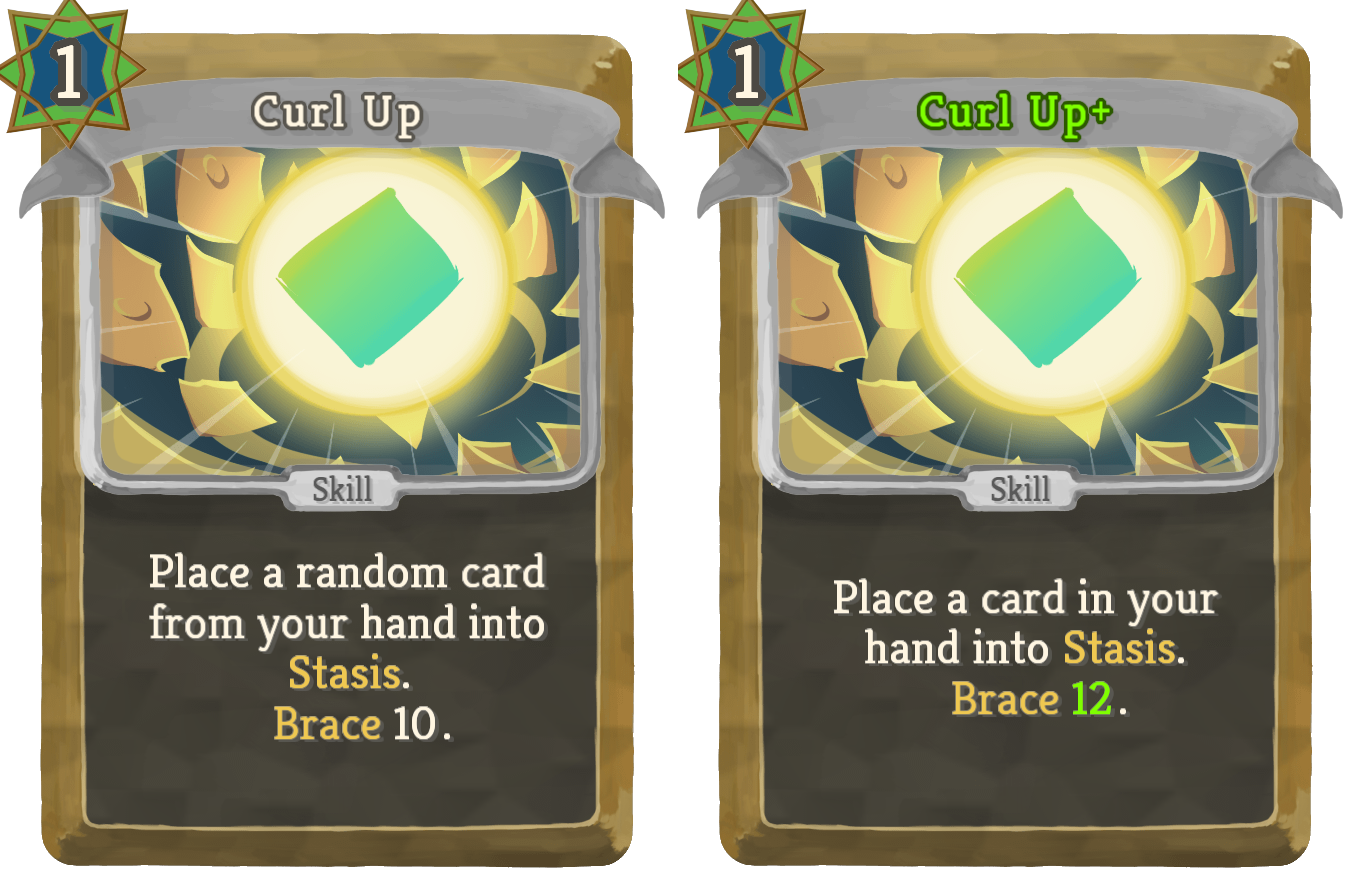 1
Curl Up
Skill
Place a random card
from your hand into
Stasis.
Brace 10.
1
Curl Up+
Skill
Place a card in your
hand into Stasis.
Brace 12.